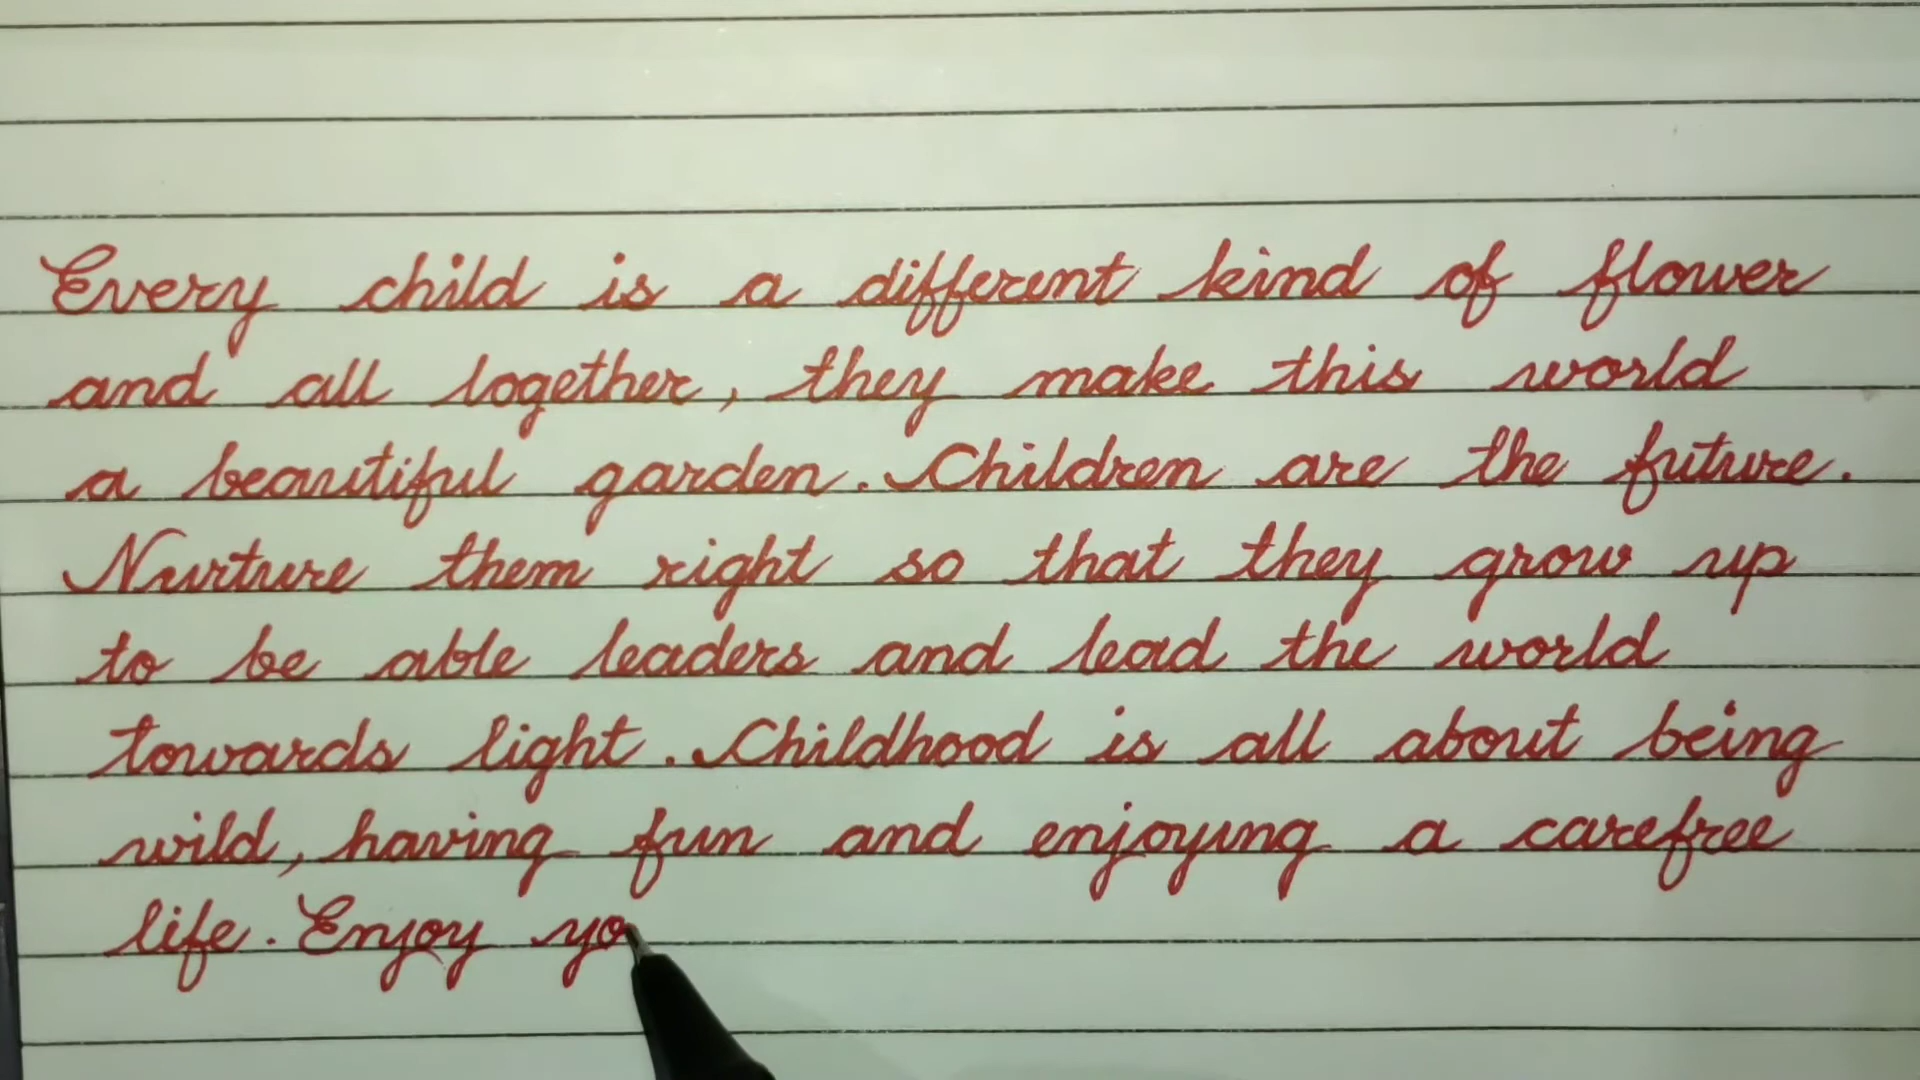 Every child is a different kind of flower
and all together, they make this world
a beautiful garden. Children are the future.
Nurture them right so that they grow up
to be able leaders and lead the world
towards light. Childhood is all about being
wild, having fun and enjoying a carefree
life. Enjoy yo